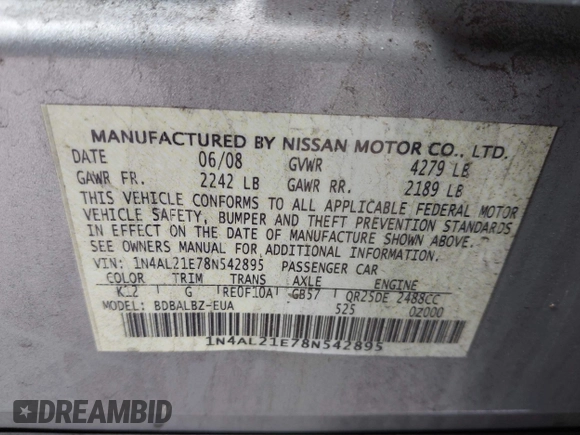 MANUFACTURED BY NISSAN MOTOR CO., LTD.
DATE 06/08 GVWR 4279 LB
GAWR FR. 2242 LB GAWR RR. 2189 LB
THIS VEHICLE CONFORMS TO ALL APPLICABLE FEDERAL MOTOR
VEHICLE SAFETY, BUMPER AND THEFT PREVENTION STANDARDS
IN EFFECT ON THE DATE OF MANUFACTURE SHOWN ABOVE.
SEE OWNERS MANUAL FOR ADDITIONAL INFORMATION.
VIN: 1N4AL21E78N542895 PASSENGER CAR
COLOR TRIM TRANS AXLE ENGINE
G RE0F10A GB57 QR25DE 2488CC
MODEL: BDBALBZ-EUA 525 02000
1N4AL21E78N542895
DREAMBID